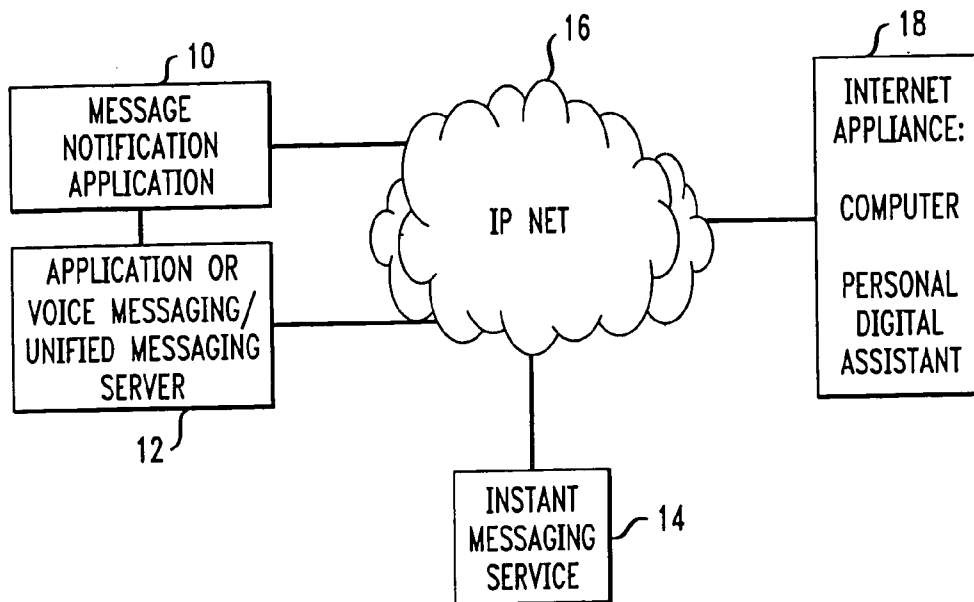 10
MESSAGE
NOTIFICATION
APPLICATION
APPLICATION OR
VOICE MESSAGING/
UNIFIED MESSAGING
SERVER
12
16
IP NET
INSTANT
MESSAGING
SERVICE
14
18
INTERNET
APPLIANCE:
COMPUTER
PERSONAL
DIGITAL
ASSISTANT